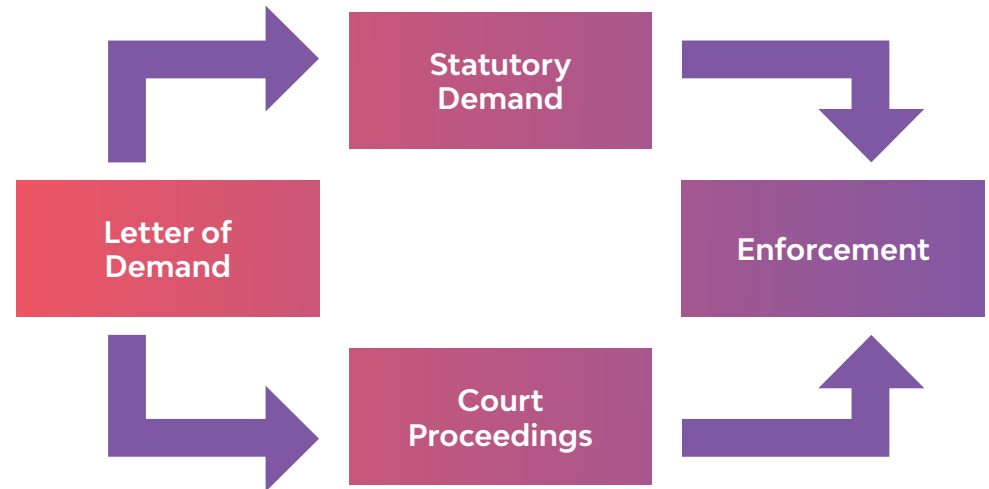 Statutory
Demand
Letter of
Demand
Enforcement
Court
Proceedings